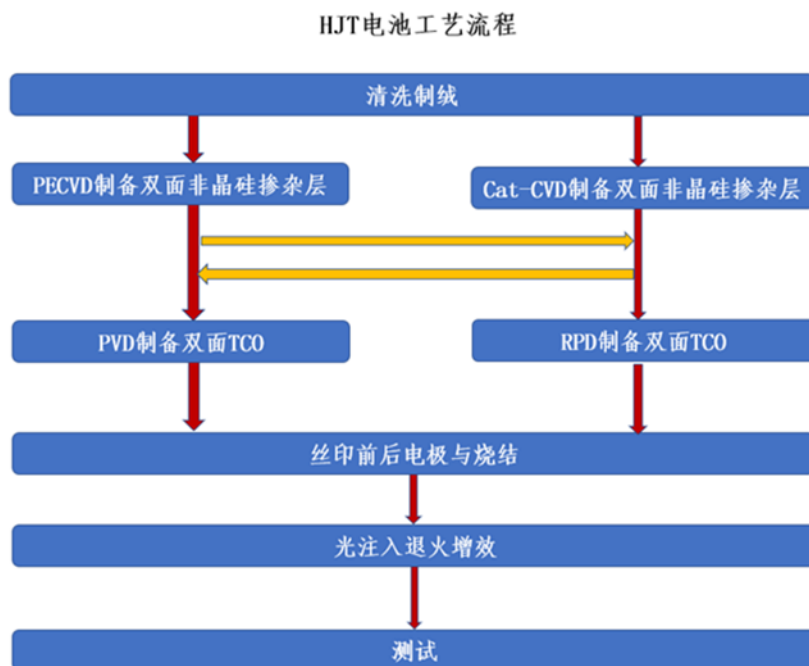 HJT电池工艺流程
清洗制绒
PECVD制备双面非晶硅掺杂层
Cat-CVD制备双面非晶硅掺杂层
PVD制备双面TCO
RPD制备双面TCO
丝印前后电极与烧结
光注入退火增效
测试